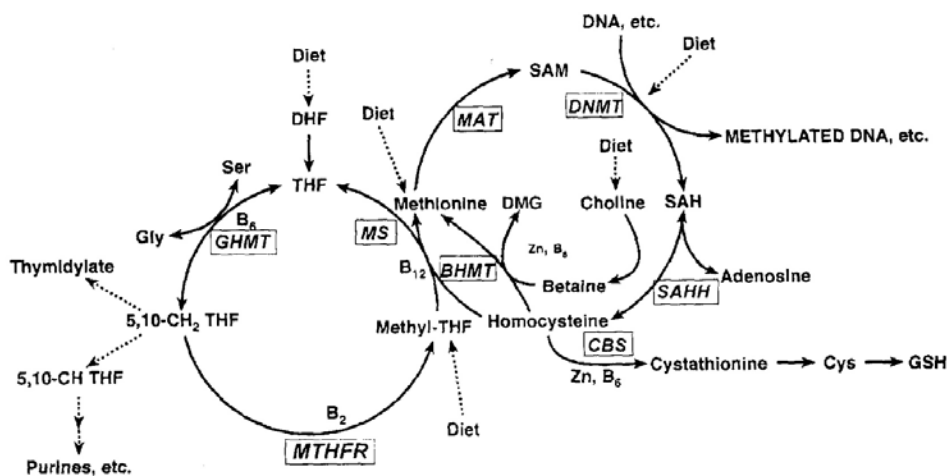 DNA, etc.
Diet
Diet
SAM
DNMT
DHF
Diet
MAT
METHYLATED DNA, etc.
Diet
Ser
THF
Methionine
DMG
Choline
SAH
B6
MS
Gly
GHMT
Zn, B6
B12
BHMT
Adenosine
Thymidylate
Betaine
SAHH
5,10-CH2 THF
Methyl-THF
Homocysteine
CBS
5,10-CH THF
Cystathionine
Cys
GSH
Zn, B6
B2
Diet
MTHFR
Purines, etc.